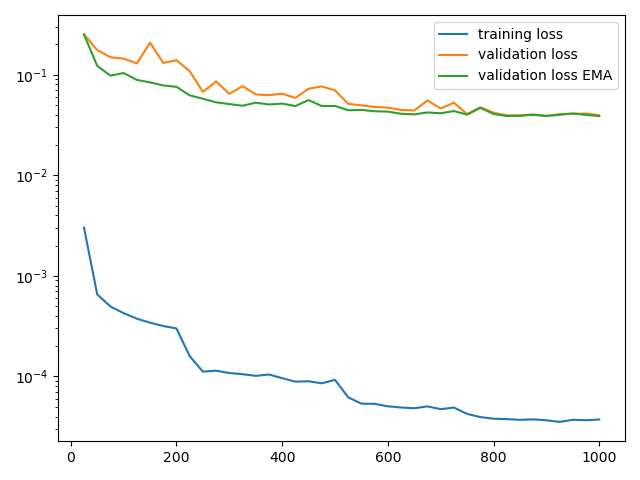 training loss
validation loss
validation loss EMA
10⁻¹
10⁻²
10⁻³
10⁻⁴
0 200 400 600 800 1000